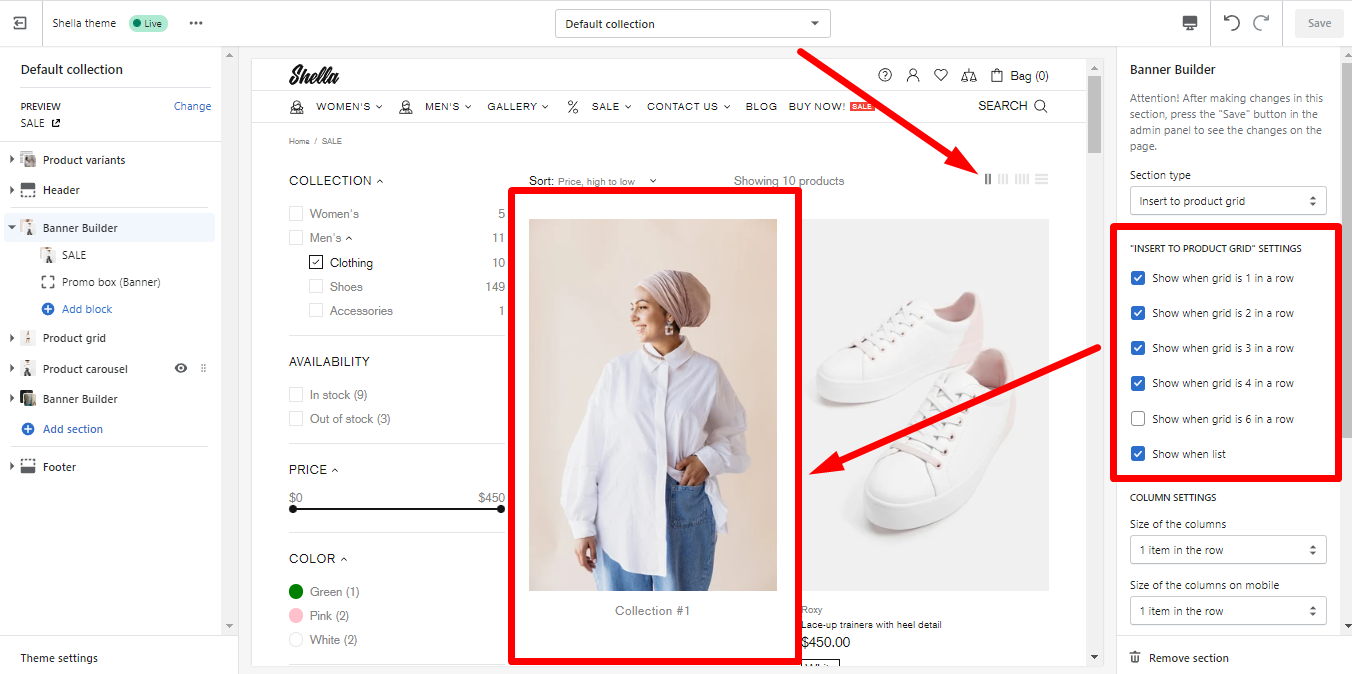 Shella theme
Live
Default collection
Save
Default collection
PREVIEW
Change
SALE
Product variants
Header
Banner Builder
SALE
Promo box (Banner)
Add block
Product grid
Product carousel
Banner Builder
Add section
Footer
Theme settings
Shella
Bag (0)
WOMEN'S
MEN'S
GALLERY
SALE
CONTACT US
BLOG
BUY NOW!
SALE
SEARCH
Home / SALE
COLLECTION
Women's 5
Men's 11
Clothing 10
Shoes 149
Accessories 1
AVAILABILITY
In stock (9)
Out of stock (3)
PRICE
$0 $450
COLOR
Green (1)
Pink (2)
White (2)
Sort: Price, high to low
Showing 10 products
Collection #1
Roxy
Lace-up trainers with heel detail
$450.00
Banner Builder
Attention! After making changes in this
section, press the "Save" button in the
admin panel to see the changes on the
page.
Section type
Insert to product grid
"INSERT TO PRODUCT GRID" SETTINGS
Show when grid is 1 in a row
Show when grid is 2 in a row
Show when grid is 3 in a row
Show when grid is 4 in a row
Show when grid is 6 in a row
Show when list
COLUMN SETTINGS
Size of the columns
1 item in the row
Size of the columns on mobile
1 item in the row
Remove section